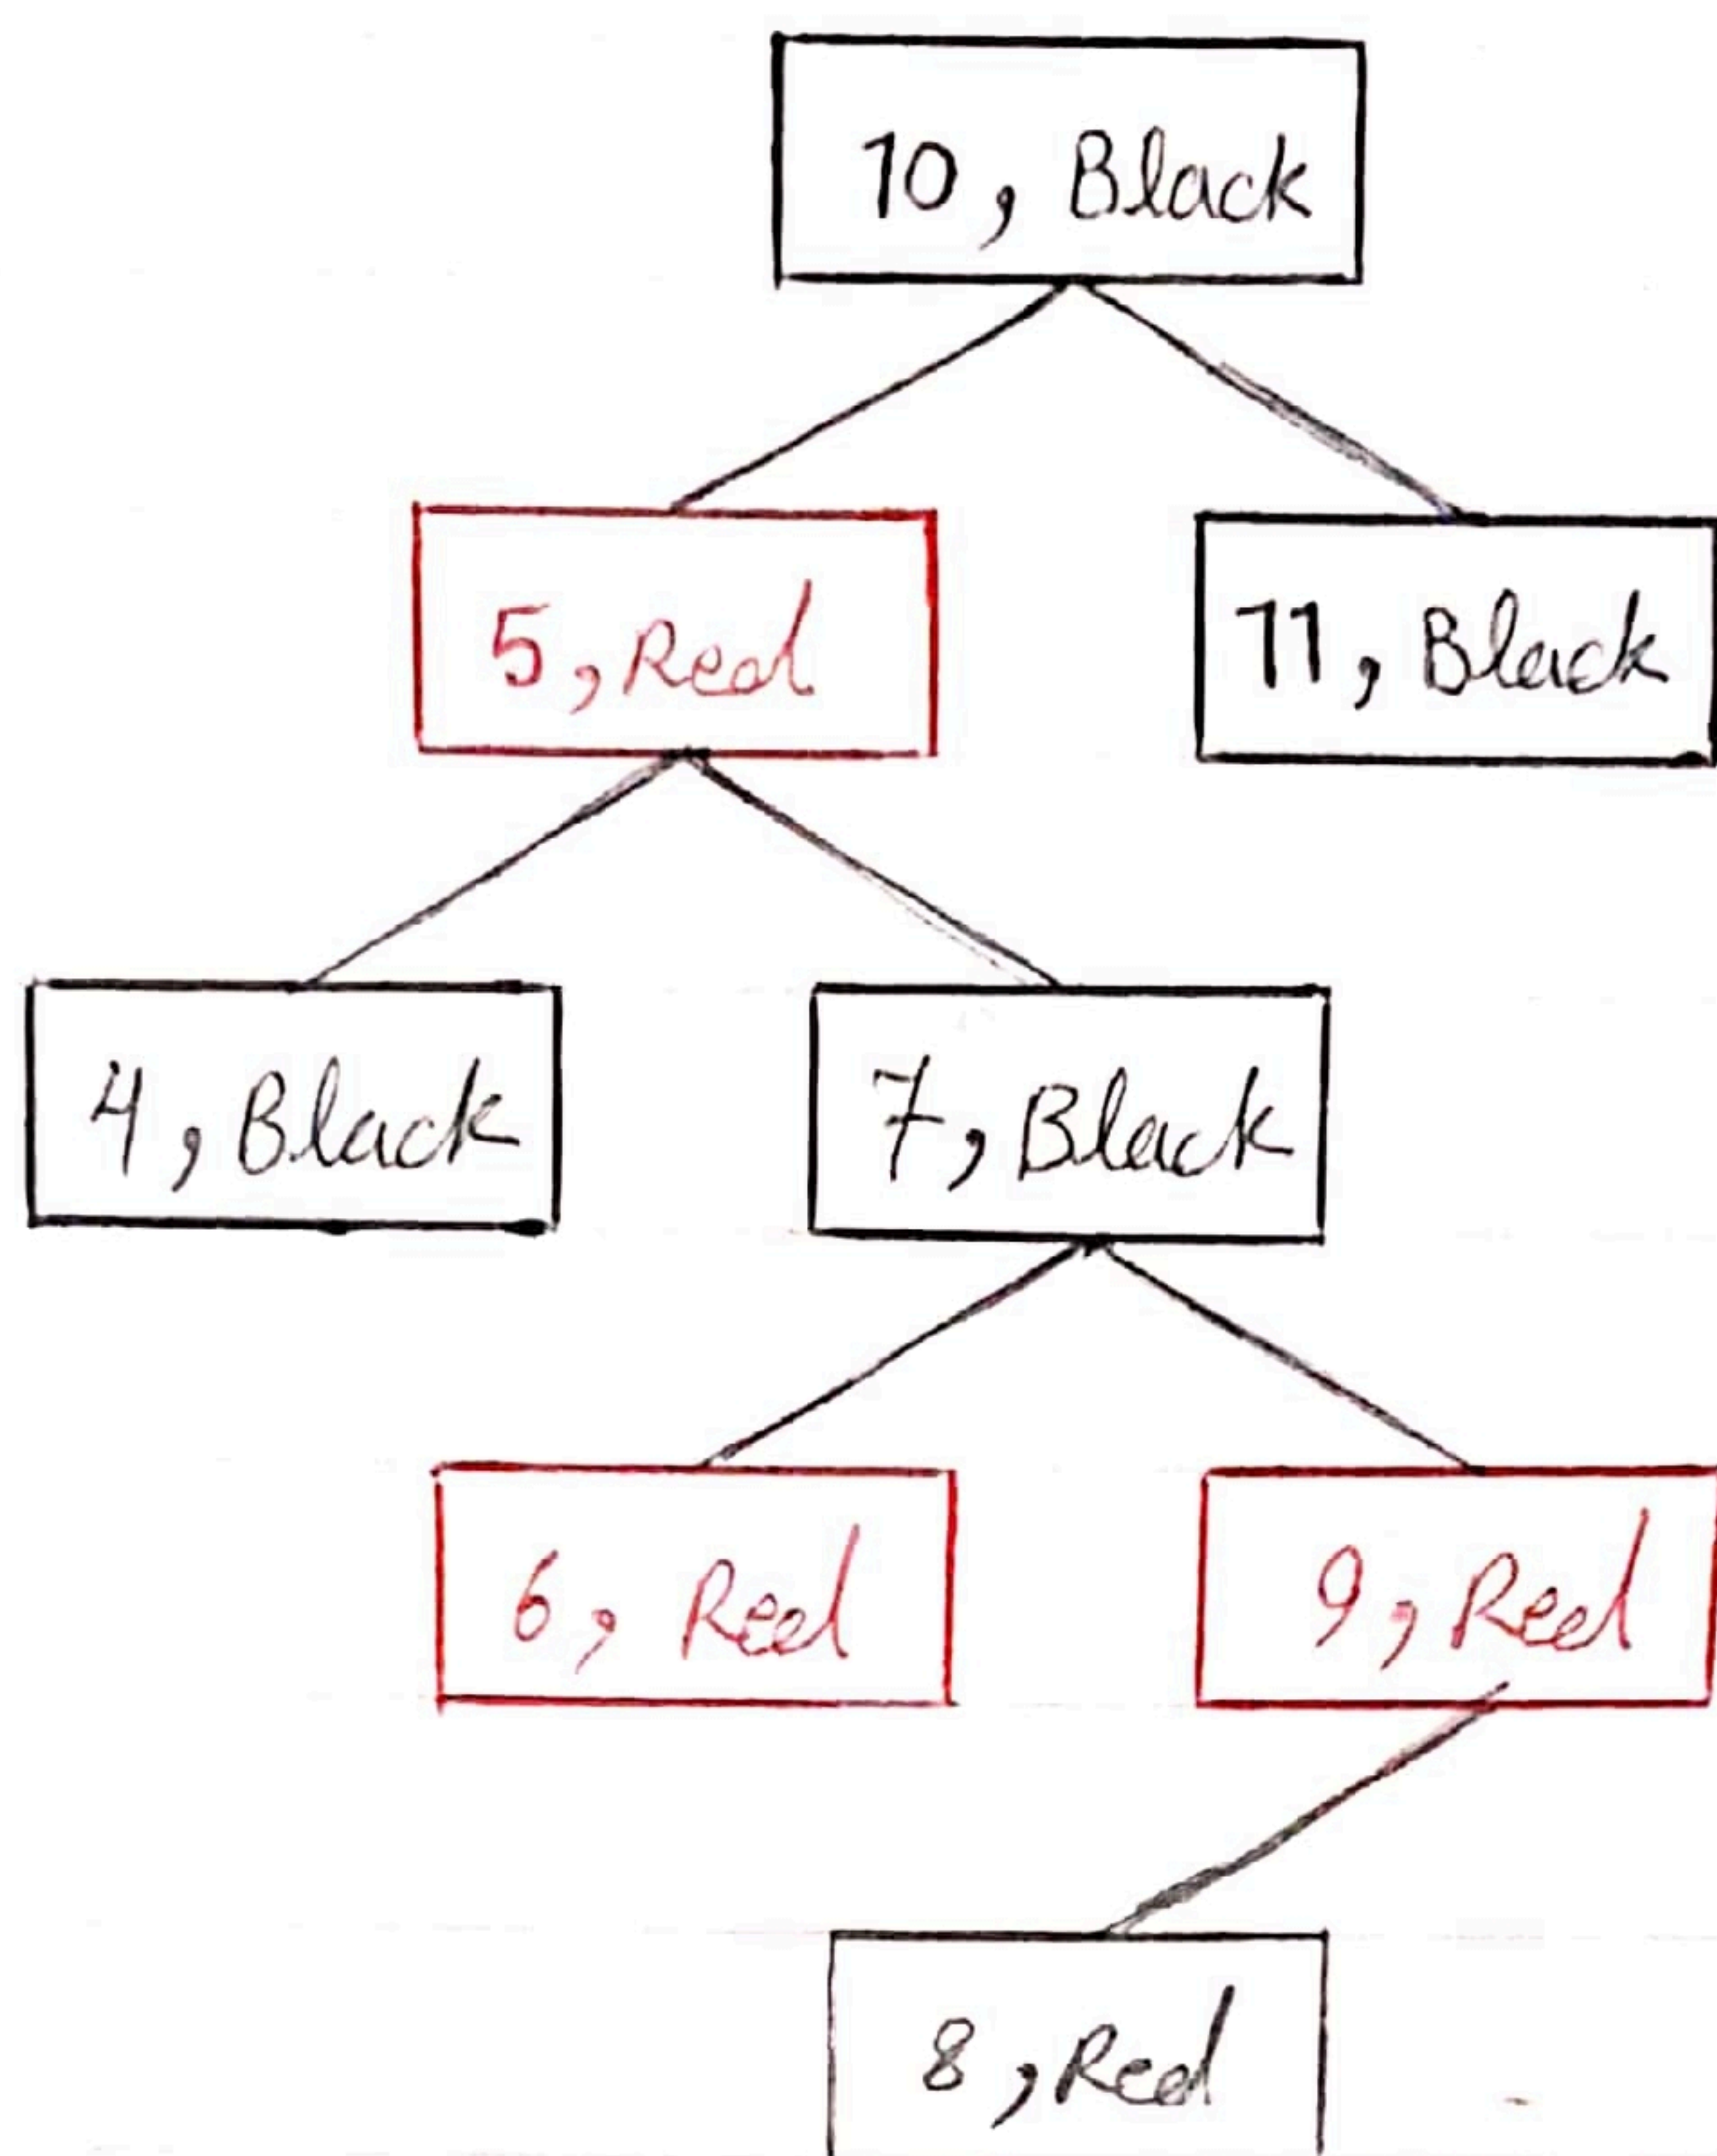 10, Black
5, Red
11, Black
4, Black
7, Black
6, Red
9, Red
8, Red